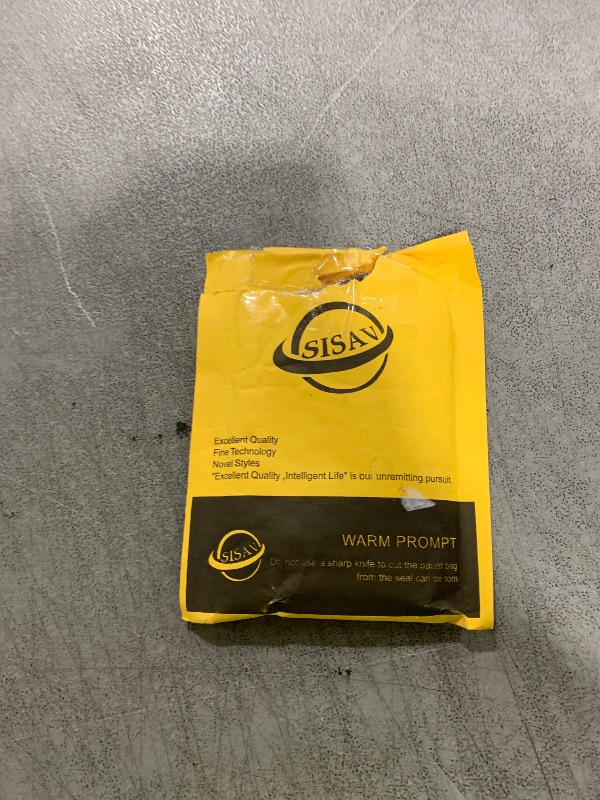 SISAV
Excellent Quality
Fine Technology
Novel Styles
"Excellent Quality ,Intelligent Life" is our unremitting pursuit.
SISAV
WARM PROMPT
Do not use a sharp knife to cut the paper bag
from the seal can be torn